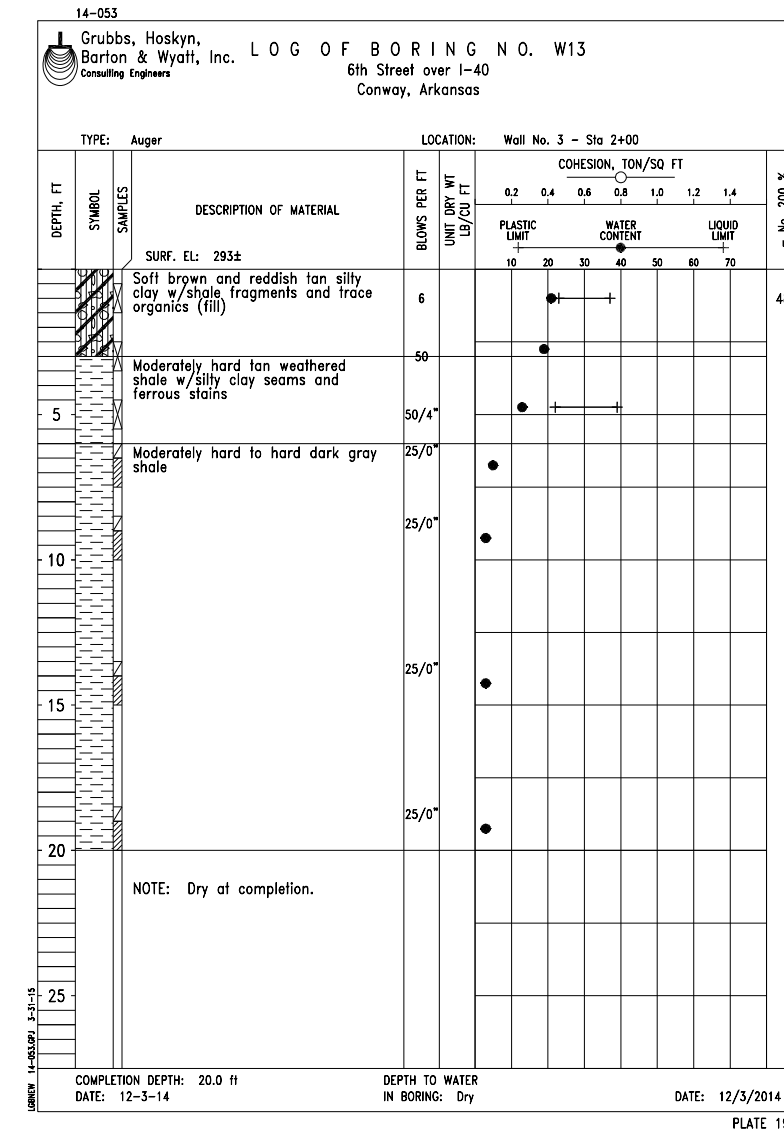 14-053
Grubbs, Hoskyn,
Barton & Wyatt, Inc.
Consulting Engineers
LOG OF BORING NO. W13
6th Street over I-40
Conway, Arkansas
TYPE: Auger
LOCATION: Wall No. 3 - Sta 2+00
DEPTH, FT
SYMBOL
SAMPLES
DESCRIPTION OF MATERIAL
SURF. EL: 293±
BLOWS PER FT
UNIT DRY WT
LB/CU FT
COHESION, TON/SQ FT
0.2 0.4 0.6 0.8 1.0 1.2 1.4
PLASTIC LIMIT
WATER CONTENT
LIQUID LIMIT
10 20 30 40 50 60 70
- No. 200 %
Soft brown and reddish tan silty
clay w/shale fragments and trace
organics (fill)
6
4
50
Moderately hard tan weathered
shale w/silty clay seams and
ferrous stains
5
50/4"
Moderately hard to hard dark gray
shale
25/0"
25/0"
10
25/0"
15
25/0"
20
NOTE: Dry at completion.
25
LGBNEW 14-053.GPJ 3-31-15
COMPLETION DEPTH: 20.0 ft
DATE: 12-3-14
DEPTH TO WATER
IN BORING: Dry
DATE: 12/3/2014
PLATE